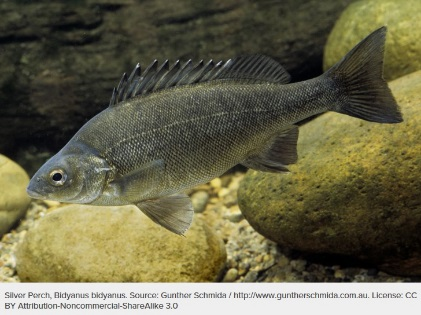 Silver Perch, Bidyanus bidyanus. Source: Gunther Schmida / http://www.guntherschmida.com.au. License: CC
BY Attribution-Noncommercial-ShareAlike 3.0